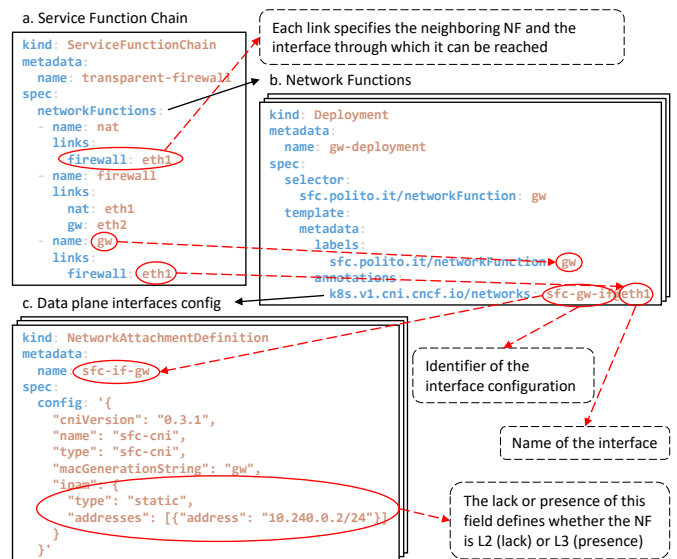 a. Service Function Chain
kind: ServiceFunctionChain
metadata:
name: transparent-firewall
spec:
networkFunctions:
- name: nat
links:
firewall: eth1
- name: firewall
links:
nat: eth1
gw: eth2
- name: gw
links:
firewall: eth1
Each link specifies the neighboring NF and the
interface through which it can be reached
b. Network Functions
kind: Deployment
metadata:
name: gw-deployment
spec:
selector:
sfc.polito.it/networkFunction: gw
template:
metadata:
labels:
sfc.polito.it/networkFunction: gw
annotations:
k8s.v1.cni.cncf.io/networks: sfc-gw-if@eth1
c. Data plane interfaces config
kind: NetworkAttachmentDefinition
metadata:
name: sfc-if-gw
spec:
config: '{
"cniVersion": "0.3.1",
"name": "sfc-cni",
"type": "sfc-cni",
"macGenerationString": "gw",
"ipam": {
"type": "static",
"addresses": [{"address": "10.240.0.2/24"}]
}
}'
Identifier of the
interface configuration
Name of the interface
The lack or presence of this
field defines whether the NF
is L2 (lack) or L3 (presence)